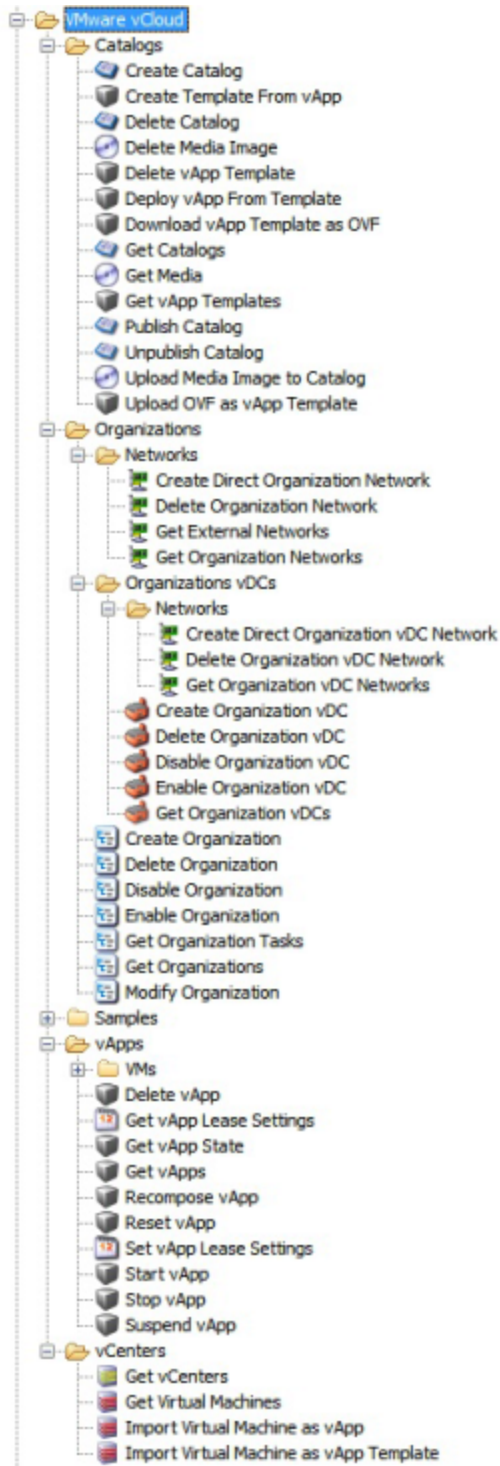 VMware vCloud
Catalogs
Create Catalog
Create Template From vApp
Delete Catalog
Delete Media Image
Delete vApp Template
Deploy vApp From Template
Download vApp Template as OVF
Get Catalogs
Get Media
Get vApp Templates
Publish Catalog
Unpublish Catalog
Upload Media Image to Catalog
Upload OVF as vApp Template
Organizations
Networks
Create Direct Organization Network
Delete Organization Network
Get External Networks
Get Organization Networks
Organizations vDCs
Networks
Create Direct Organization vDC Network
Delete Organization vDC Network
Get Organization vDC Networks
Create Organization vDC
Delete Organization vDC
Disable Organization vDC
Enable Organization vDC
Get Organization vDCs
Create Organization
Delete Organization
Disable Organization
Enable Organization
Get Organization Tasks
Get Organizations
Modify Organization
Samples
vApps
VMs
Delete vApp
Get vApp Lease Settings
Get vApp State
Get vApps
Recompose vApp
Reset vApp
Set vApp Lease Settings
Start vApp
Stop vApp
Suspend vApp
vCenters
Get vCenters
Get Virtual Machines
Import Virtual Machine as vApp
Import Virtual Machine as vApp Template